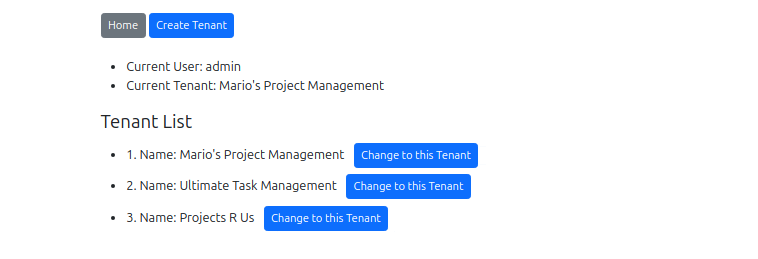 Home Create Tenant
Current User: admin
Current Tenant: Mario's Project Management
Tenant List
1. Name: Mario's Project Management Change to this Tenant
2. Name: Ultimate Task Management Change to this Tenant
3. Name: Projects R Us Change to this Tenant